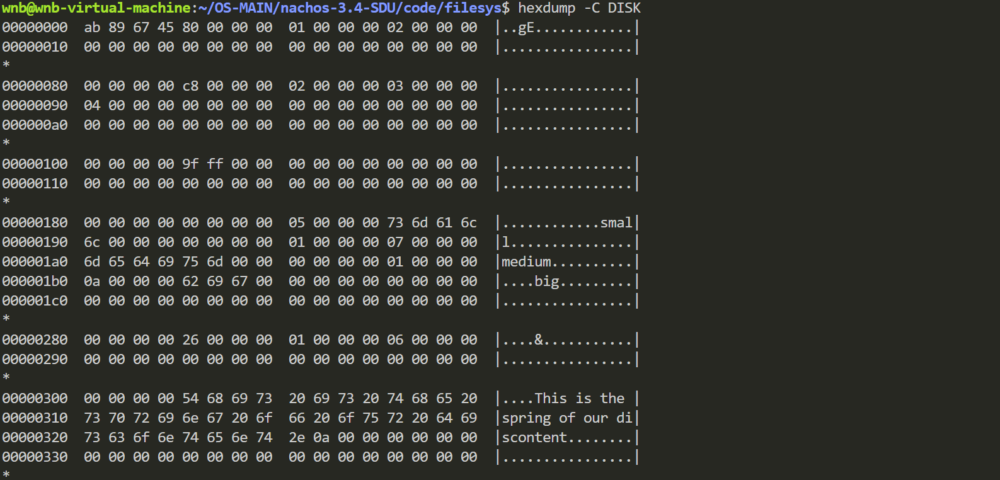 wnb@wnb-virtual-machine:~/OS-MAIN/nachos-3.4-SDU/code/filesys$ hexdump -C DISK
00000000  ab 89 67 45 80 00 00 00  01 00 00 00 02 00 00 00  |..gE............|
00000010  00 00 00 00 00 00 00 00  00 00 00 00 00 00 00 00  |................|
*
00000080  00 00 00 00 c8 00 00 00  02 00 00 00 03 00 00 00  |................|
00000090  04 00 00 00 00 00 00 00  00 00 00 00 00 00 00 00  |................|
000000a0  00 00 00 00 00 00 00 00  00 00 00 00 00 00 00 00  |................|
*
00000100  00 00 00 00 9f ff 00 00  00 00 00 00 00 00 00 00  |................|
00000110  00 00 00 00 00 00 00 00  00 00 00 00 00 00 00 00  |................|
*
00000180  00 00 00 00 00 00 00 00  05 00 00 00 73 6d 61 6c  |............smal|
00000190  6c 00 00 00 00 00 00 00  01 00 00 00 07 00 00 00  |l...............|
000001a0  6d 65 64 69 75 6d 00 00  00 00 00 00 01 00 00 00  |medium..........|
000001b0  0a 00 00 00 62 69 67 00  00 00 00 00 00 00 00 00  |....big.........|
000001c0  00 00 00 00 00 00 00 00  00 00 00 00 00 00 00 00  |................|
*
00000280  00 00 00 00 26 00 00 00  01 00 00 00 06 00 00 00  |....&...........|
00000290  00 00 00 00 00 00 00 00  00 00 00 00 00 00 00 00  |................|
*
00000300  00 00 00 00 54 68 69 73  20 69 73 20 74 68 65 20  |....This is the |
00000310  73 70 72 69 6e 67 20 6f  66 20 6f 75 72 20 64 69  |spring of our di|
00000320  73 63 6f 6e 74 65 6e 74  2e 0a 00 00 00 00 00 00  |scontent........|
00000330  00 00 00 00 00 00 00 00  00 00 00 00 00 00 00 00  |................|
*